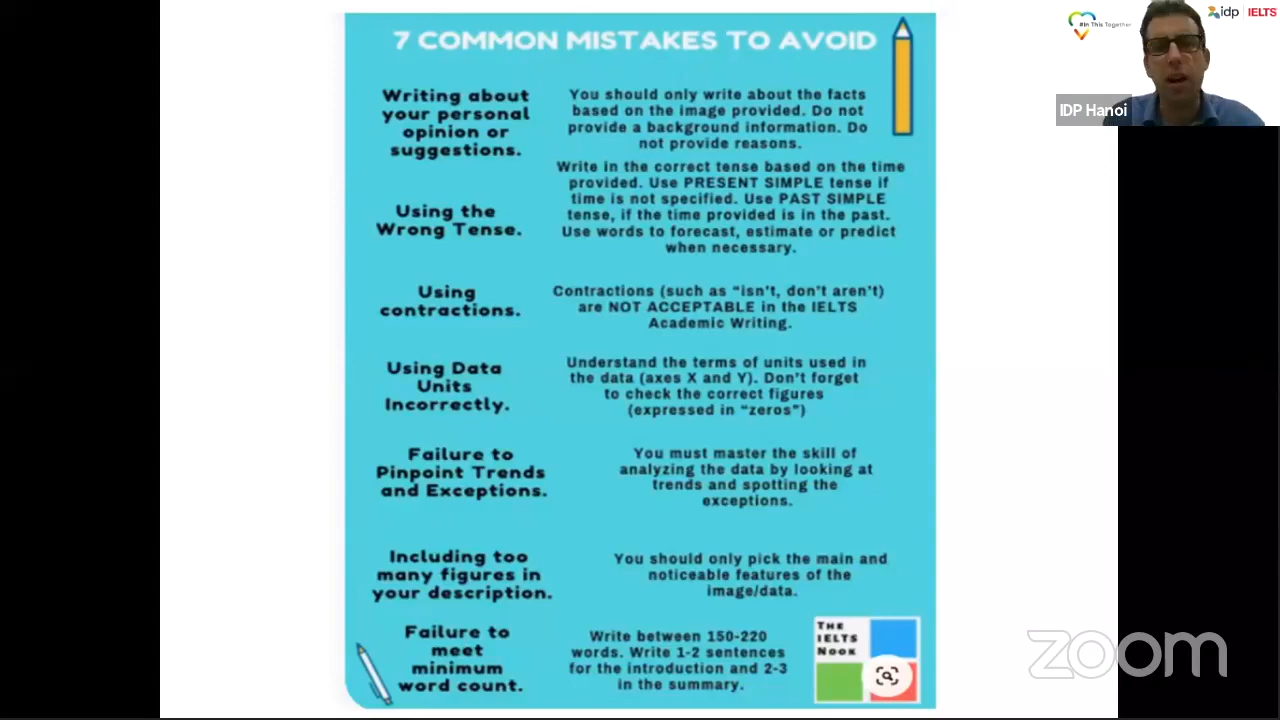 7 COMMON MISTAKES TO AVOID
Writing about
your personal
opinion or
suggestions.
You should only write about the facts
based on the image provided. Do not
provide a background information. Do
not provide reasons.
Using the
Wrong Tense.
Write in the correct tense based on the time
provided. Use PRESENT SIMPLE tense if
time is not specified. Use PAST SIMPLE
tense, if the time provided is in the past.
Use words to forecast, estimate or predict
when necessary.
Using
contractions.
Contractions (such as “isn't, don't aren't)
are NOT ACCEPTABLE in the IELTS
Academic Writing.
Using Data
Units
Incorrectly.
Understand the terms of units used in
the data (axes X and Y). Don't forget
to check the correct figures
(expressed in “zeros”)
Failure to
Pinpoint Trends
and Exceptions.
You must master the skill of
analyzing the data by looking at
trends and spotting the
exceptions.
Including too
many figures in
your description.
You should only pick the main and
noticeable features of the
image/data.
Failure to
meet
minimum
word count.
Write between 150-220
words. Write 1-2 sentences
for the introduction and 2-3
in the summary.
THE
IELTS
NOOK
#In This Together
idp | IELTS
IDP Hanoi
zoom